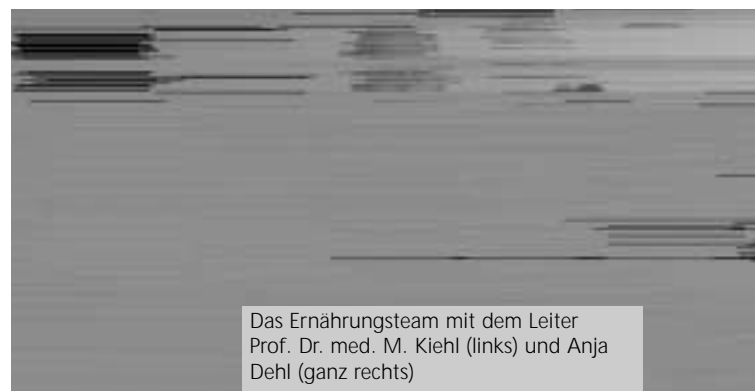 Das Ernährungsteam mit dem Leiter
Prof. Dr. med. M. Kiehl (links) und Anja
Dehl (ganz rechts)